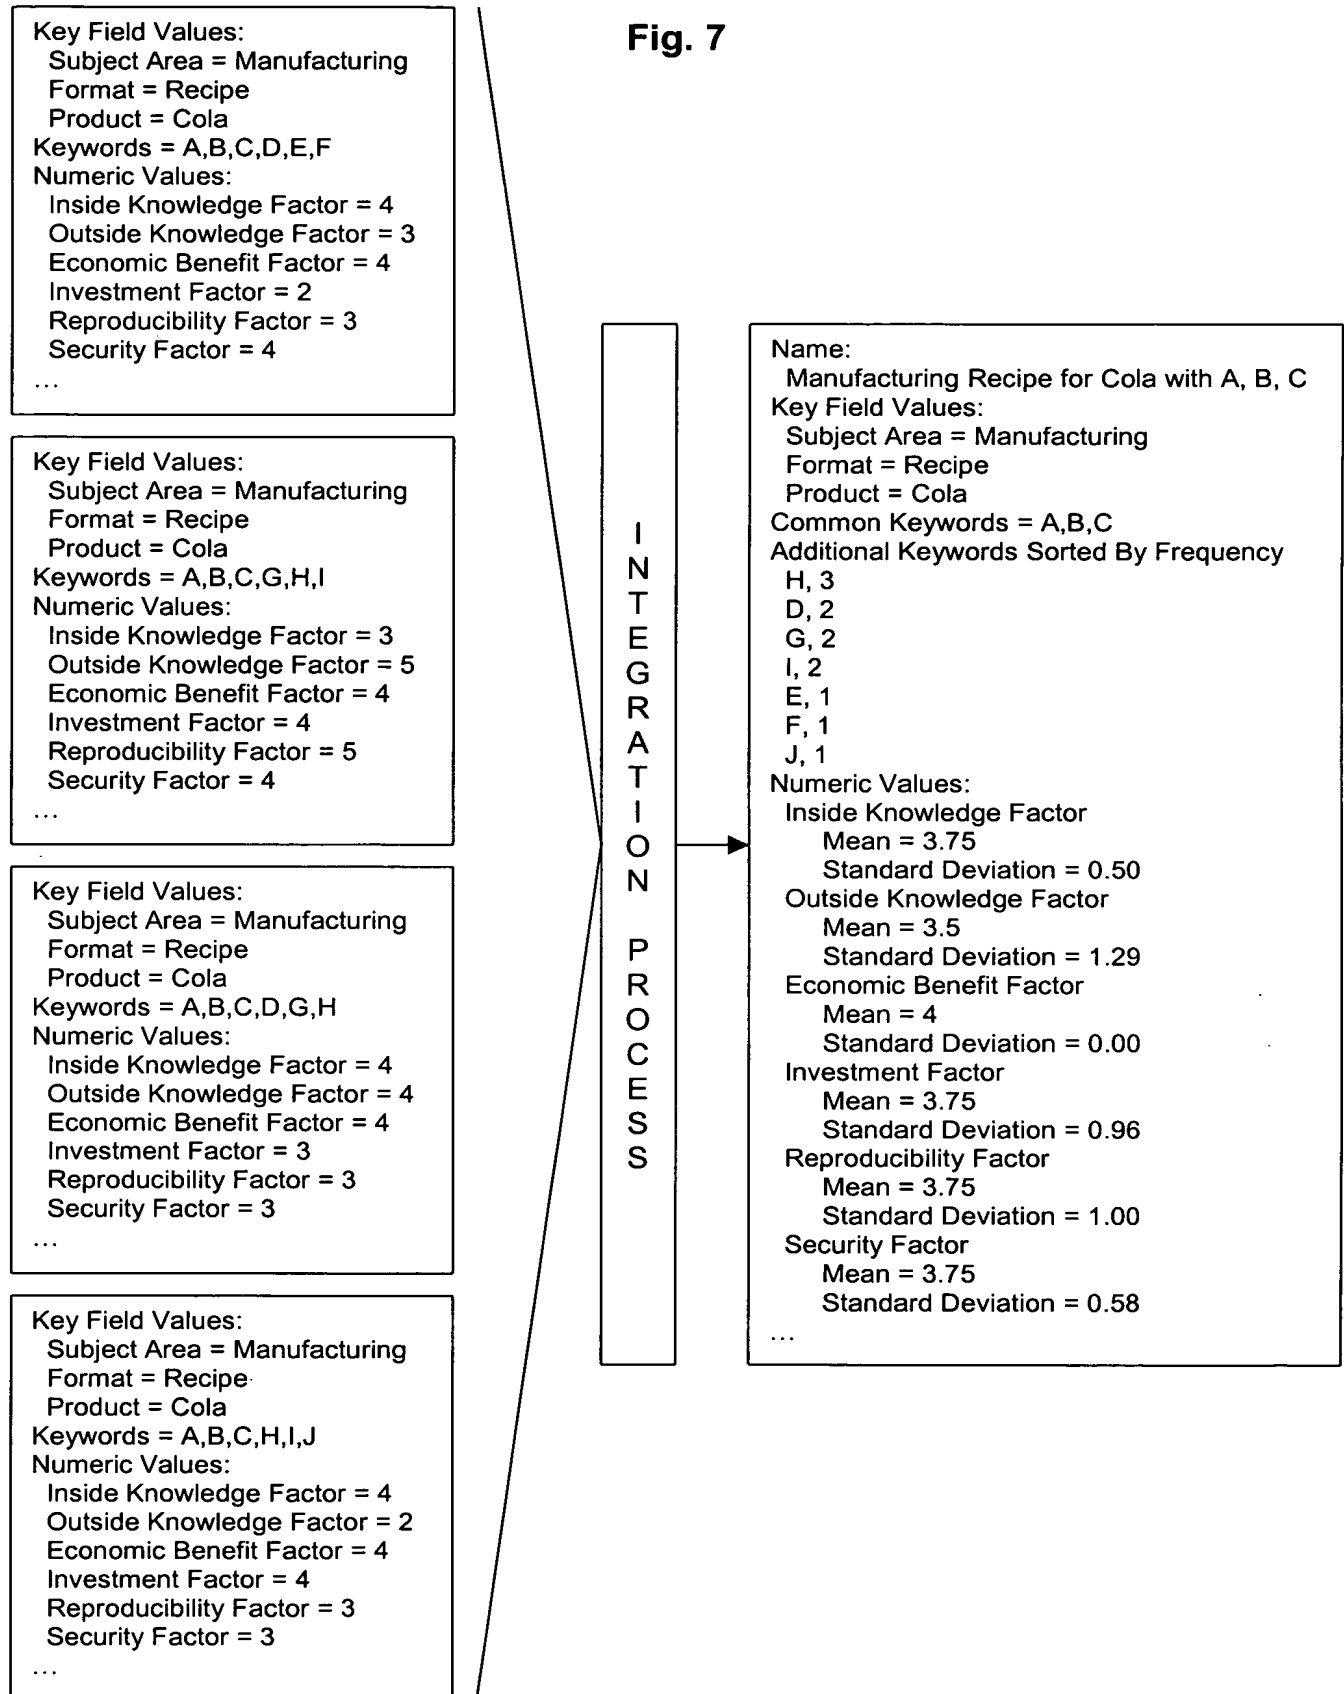 Fig. 7
Key Field Values:
Subject Area = Manufacturing
Format = Recipe
Product = Cola
Keywords = A,B,C,D,E,F
Numeric Values:
Inside Knowledge Factor = 4
Outside Knowledge Factor = 3
Economic Benefit Factor = 4
Investment Factor = 2
Reproducibility Factor = 3
Security Factor = 4
...
Key Field Values:
Subject Area = Manufacturing
Format = Recipe
Product = Cola
Keywords = A,B,C,G,H,I
Numeric Values:
Inside Knowledge Factor = 3
Outside Knowledge Factor = 5
Economic Benefit Factor = 4
Investment Factor = 4
Reproducibility Factor = 5
Security Factor = 4
...
Key Field Values:
Subject Area = Manufacturing
Format = Recipe
Product = Cola
Keywords = A,B,C,D,G,H
Numeric Values:
Inside Knowledge Factor = 4
Outside Knowledge Factor = 4
Economic Benefit Factor = 4
Investment Factor = 3
Reproducibility Factor = 3
Security Factor = 3
...
Key Field Values:
Subject Area = Manufacturing
Format = Recipe
Product = Cola
Keywords = A,B,C,H,I,J
Numeric Values:
Inside Knowledge Factor = 4
Outside Knowledge Factor = 2
Economic Benefit Factor = 4
Investment Factor = 4
Reproducibility Factor = 3
Security Factor = 3
...
INTEGRATION PROCESS
Name:
Manufacturing Recipe for Cola with A, B, C
Key Field Values:
Subject Area = Manufacturing
Format = Recipe
Product = Cola
Common Keywords = A,B,C
Additional Keywords Sorted By Frequency
H, 3
D, 2
G, 2
I, 2
E, 1
F, 1
J, 1
Numeric Values:
Inside Knowledge Factor
Mean = 3.75
Standard Deviation = 0.50
Outside Knowledge Factor
Mean = 3.5
Standard Deviation = 1.29
Economic Benefit Factor
Mean = 4
Standard Deviation = 0.00
Investment Factor
Mean = 3.75
Standard Deviation = 0.96
Reproducibility Factor
Mean = 3.75
Standard Deviation = 1.00
Security Factor
Mean = 3.75
Standard Deviation = 0.58
...